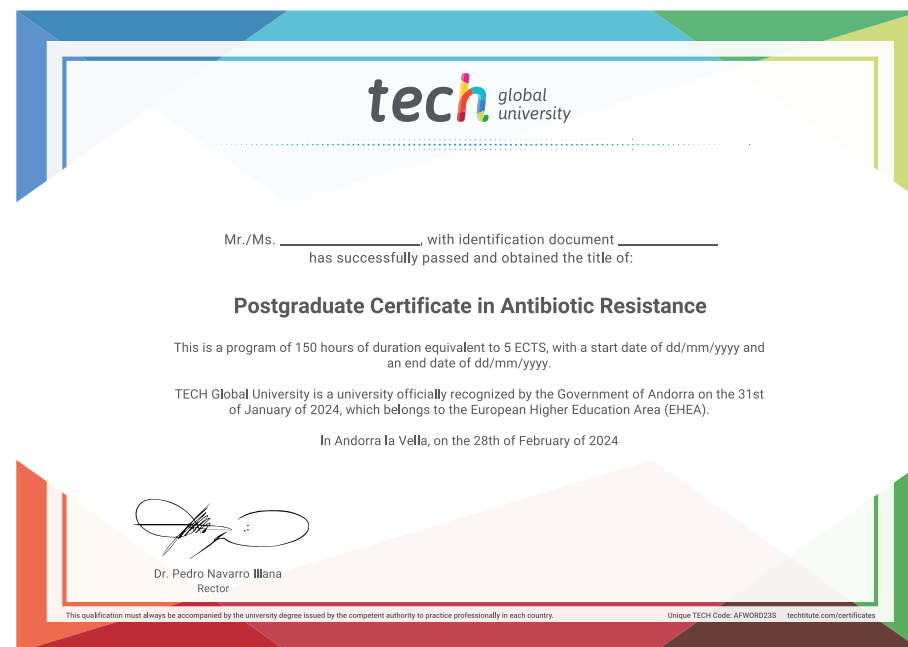 tech global university
Mr./Ms. ______________, with identification document __________
has successfully passed and obtained the title of:
Postgraduate Certificate in Antibiotic Resistance
This is a program of 150 hours of duration equivalent to 5 ECTS, with a start date of dd/mm/yyyy and
an end date of dd/mm/yyyy.
TECH Global University is a university officially recognized by the Government of Andorra on the 31st
of January of 2024, which belongs to the European Higher Education Area (EHEA).
In Andorra la Vella, on the 28th of February of 2024
Dr. Pedro Navarro Illana
Rector
This qualification must always be accompanied by the university degree issued by the competent authority to practice professionally in each country.
Unique TECH Code: AFWORD23S techtitute.com/certificates